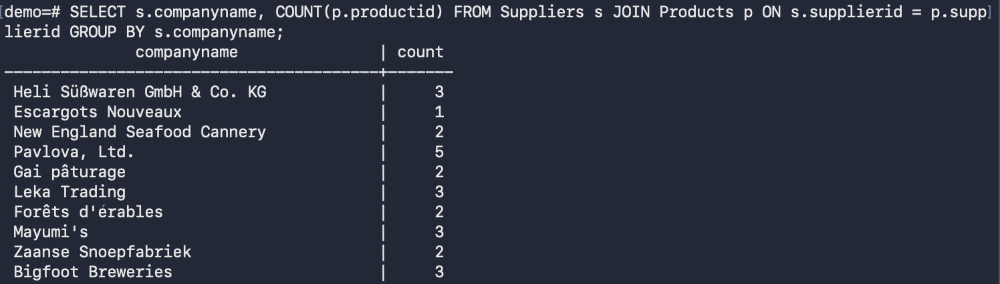 demo=# SELECT s.companyname, COUNT(p.productid) FROM Suppliers s JOIN Products p ON s.supplierid = p.supp
lierid GROUP BY s.companyname;
companyname | count
----------------------------------------+-------
Heli Süßwaren GmbH & Co. KG | 3
Escargots Nouveaux | 1
New England Seafood Cannery | 2
Pavlova, Ltd. | 5
Gai pâturage | 2
Leka Trading | 3
Forêts d'érables | 2
Mayumi's | 3
Zaanse Snoepfabriek | 2
Bigfoot Breweries | 3